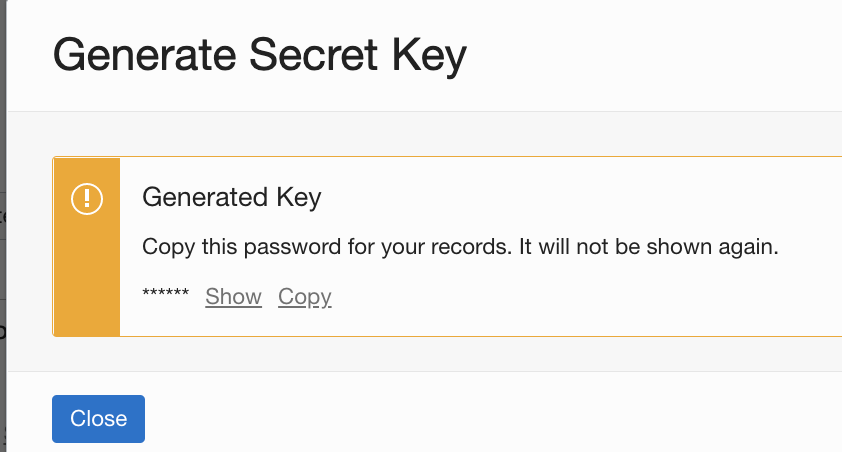 Generate Secret Key
Generated Key
Copy this password for your records. It will not be shown again.
****** Show Copy
Close